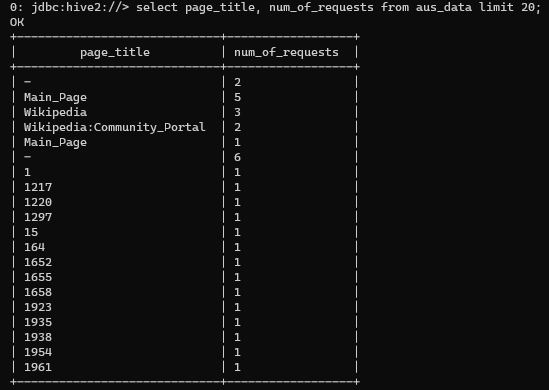 0: jdbc:hive2://> select page_title, num_of_requests from aus_data limit 20;
OK
+----------------------------+------------------+
|         page_title         | num_of_requests  |
+----------------------------+------------------+
| -                          | 2                |
| Main_Page                  | 5                |
| Wikipedia                  | 3                |
| Wikipedia:Community_Portal | 2                |
| Main_Page                  | 1                |
| -                          | 6                |
| 1                          | 1                |
| 1217                       | 1                |
| 1220                       | 1                |
| 1297                       | 1                |
| 15                         | 1                |
| 164                        | 1                |
| 1652                       | 1                |
| 1655                       | 1                |
| 1658                       | 1                |
| 1923                       | 1                |
| 1935                       | 1                |
| 1938                       | 1                |
| 1954                       | 1                |
| 1961                       | 1                |
+----------------------------+------------------+